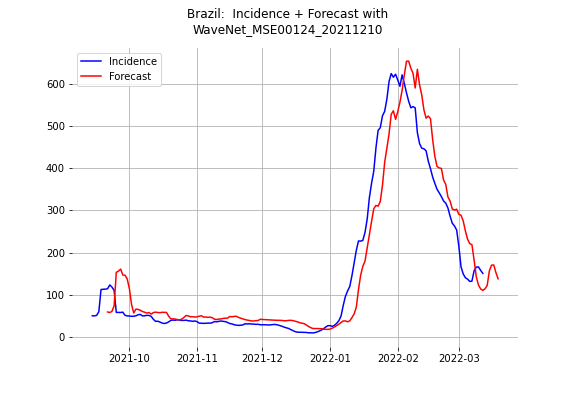 Brazil:  Incidence + Forecast with
WaveNet_MSE00124_20211210
Incidence
Forecast
600
500
400
300
200
100
0
2021-10 2021-11 2021-12 2022-01 2022-02 2022-03